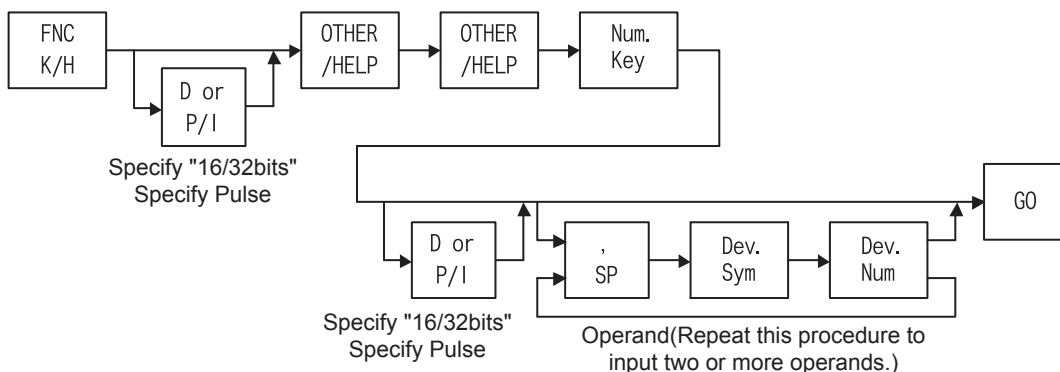 FNC
K/H
D or
P/I
Specify "16/32bits"
Specify Pulse
OTHER
/HELP
OTHER
/HELP
Num.
Key
D or
P/I
Specify "16/32bits"
Specify Pulse
,
SP
Dev.
Sym
Dev.
Num
Operand(Repeat this procedure to
input two or more operands.)
GO